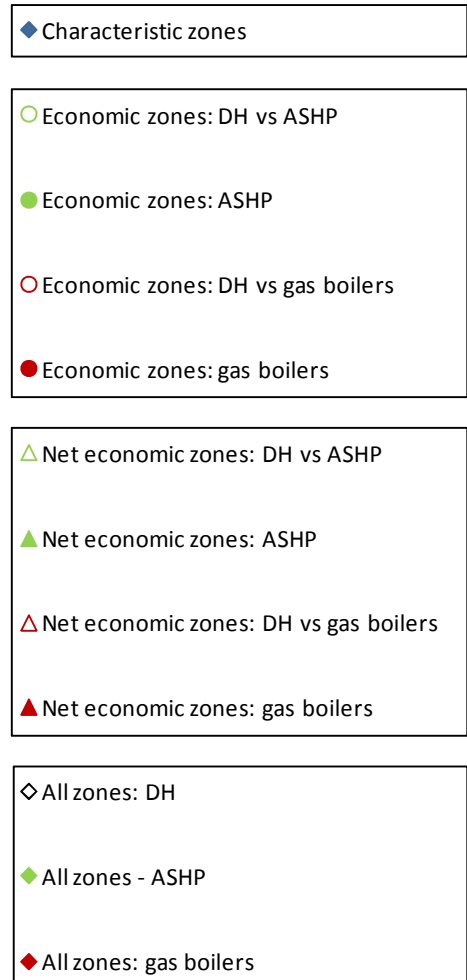 Characteristic zones
Economic zones: DH vs ASHP
Economic zones: ASHP
Economic zones: DH vs gas boilers
Economic zones: gas boilers
Net economic zones: DH vs ASHP
Net economic zones: ASHP
Net economic zones: DH vs gas boilers
Net economic zones: gas boilers
All zones: DH
All zones - ASHP
All zones: gas boilers